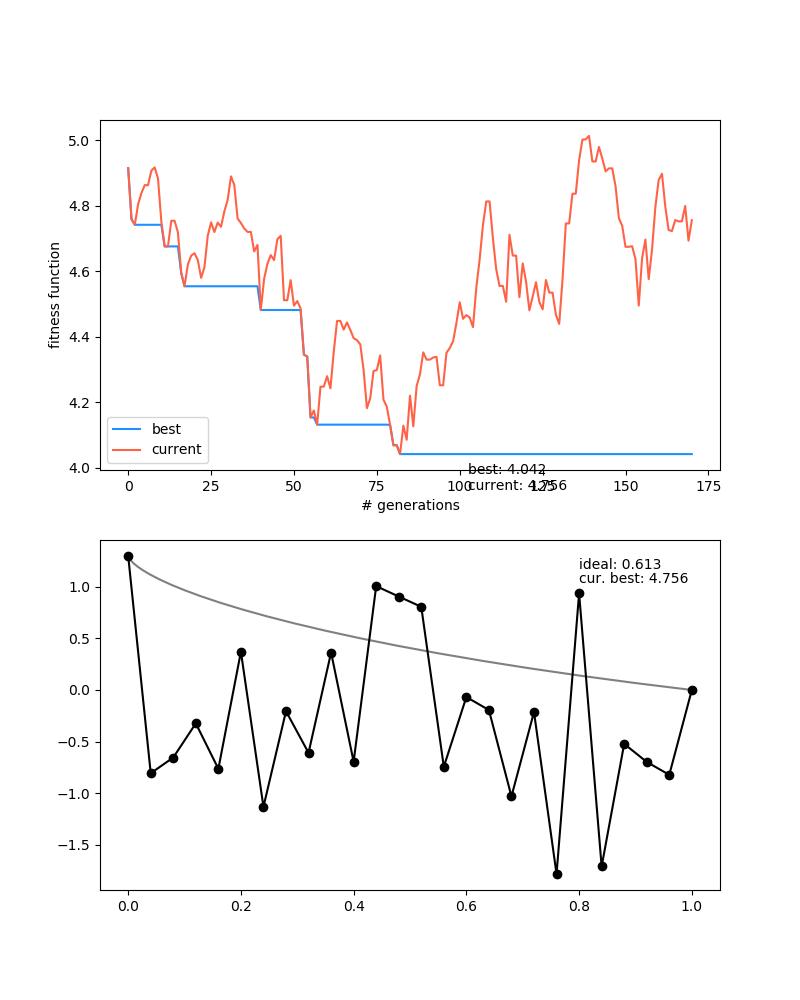 5.0
4.8
4.6
4.4
4.2
4.0
fitness function
best
current
best: 4.042
current: 4.756
0 25 50 75 100 125 150 175
# generations
ideal: 0.613
cur. best: 4.756
1.0
0.5
0.0
−0.5
−1.0
−1.5
0.0 0.2 0.4 0.6 0.8 1.0